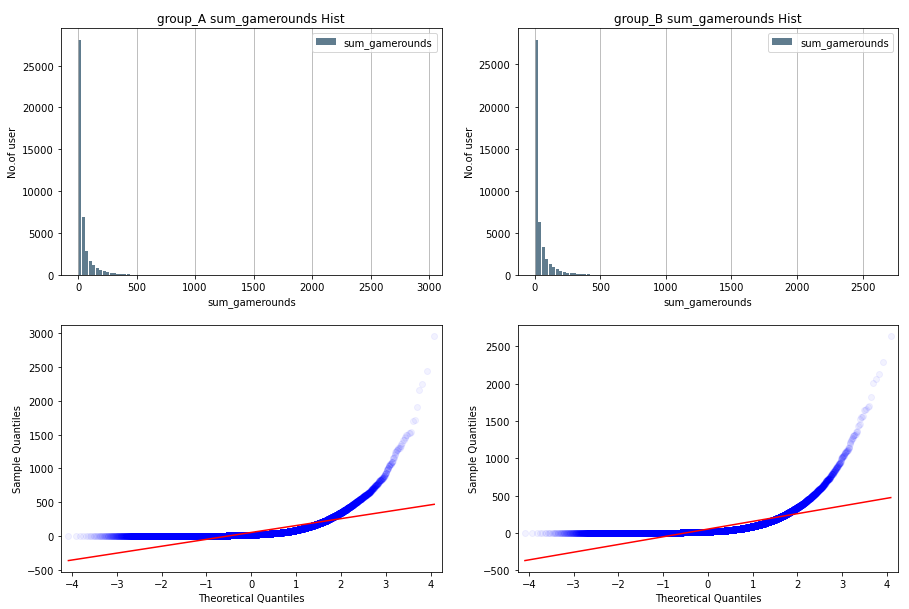 group_A sum_gamerounds Hist
sum_gamerounds
25000
20000
15000
10000
5000
0
No.of user
0 500 1000 1500 2000 2500 3000
sum_gamerounds
group_B sum_gamerounds Hist
sum_gamerounds
25000
20000
15000
10000
5000
0
No.of user
0 500 1000 1500 2000 2500
sum_gamerounds
3000
2500
2000
1500
1000
500
0
−500
Sample Quantiles
−4 −3 −2 −1 0 1 2 3 4
Theoretical Quantiles
2500
2000
1500
1000
500
0
−500
Sample Quantiles
−4 −3 −2 −1 0 1 2 3 4
Theoretical Quantiles